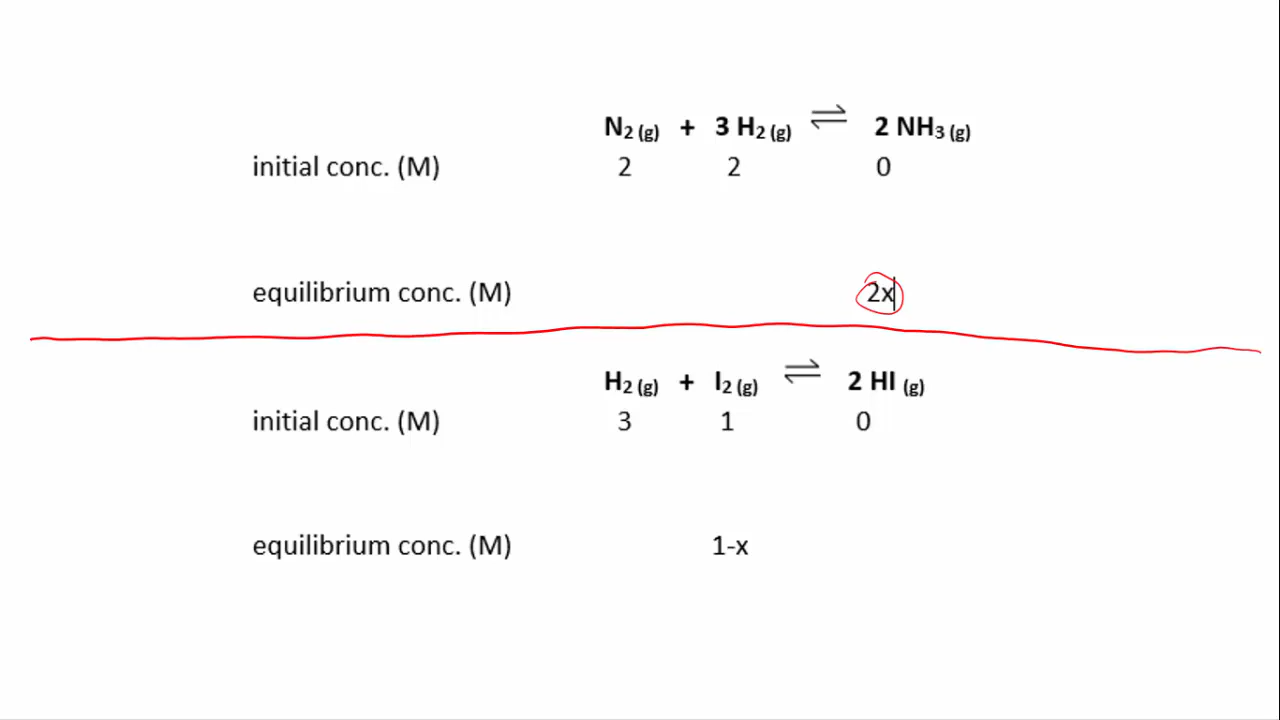 N₂ (g) + 3 H₂ (g) ⇌ 2 NH₃ (g)
initial conc. (M) 2 2 0
equilibrium conc. (M) 2x
H₂ (g) + I₂ (g) ⇌ 2 HI (g)
initial conc. (M) 3 1 0
equilibrium conc. (M) 1-x